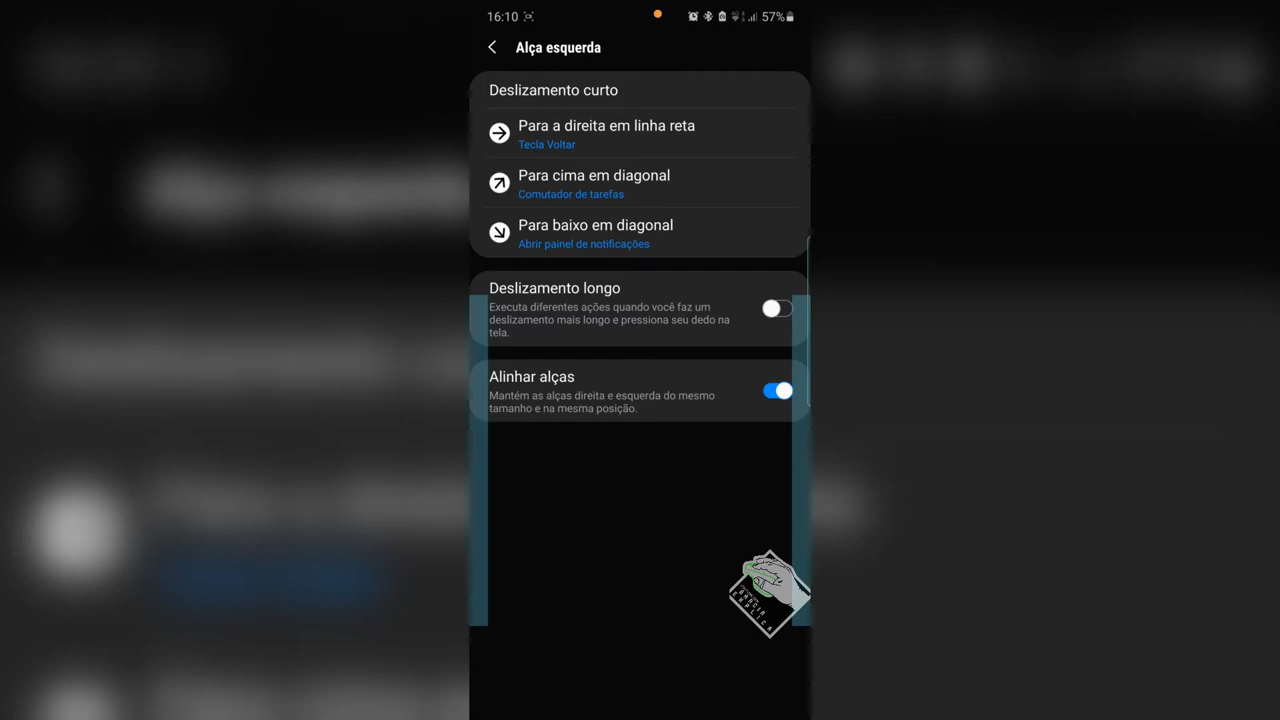 16:10
57%
Alça esquerda
Deslizamento curto
Para a direita em linha reta
Tecla Voltar
Para cima em diagonal
Comutador de tarefas
Para baixo em diagonal
Abrir painel de notificações
Deslizamento longo
Executa diferentes ações quando você faz um
deslizamento mais longo e pressiona seu dedo na
tela.
Alinhar alças
Mantém as alças direita e esquerda do mesmo
tamanho e na mesma posição.
GARCIA
EXPLICA